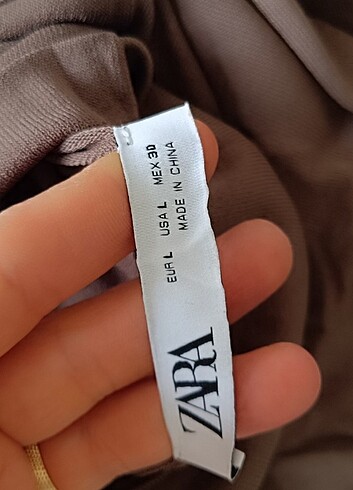 EUR L USA L MEX 30
MADE IN CHINA
ZARA